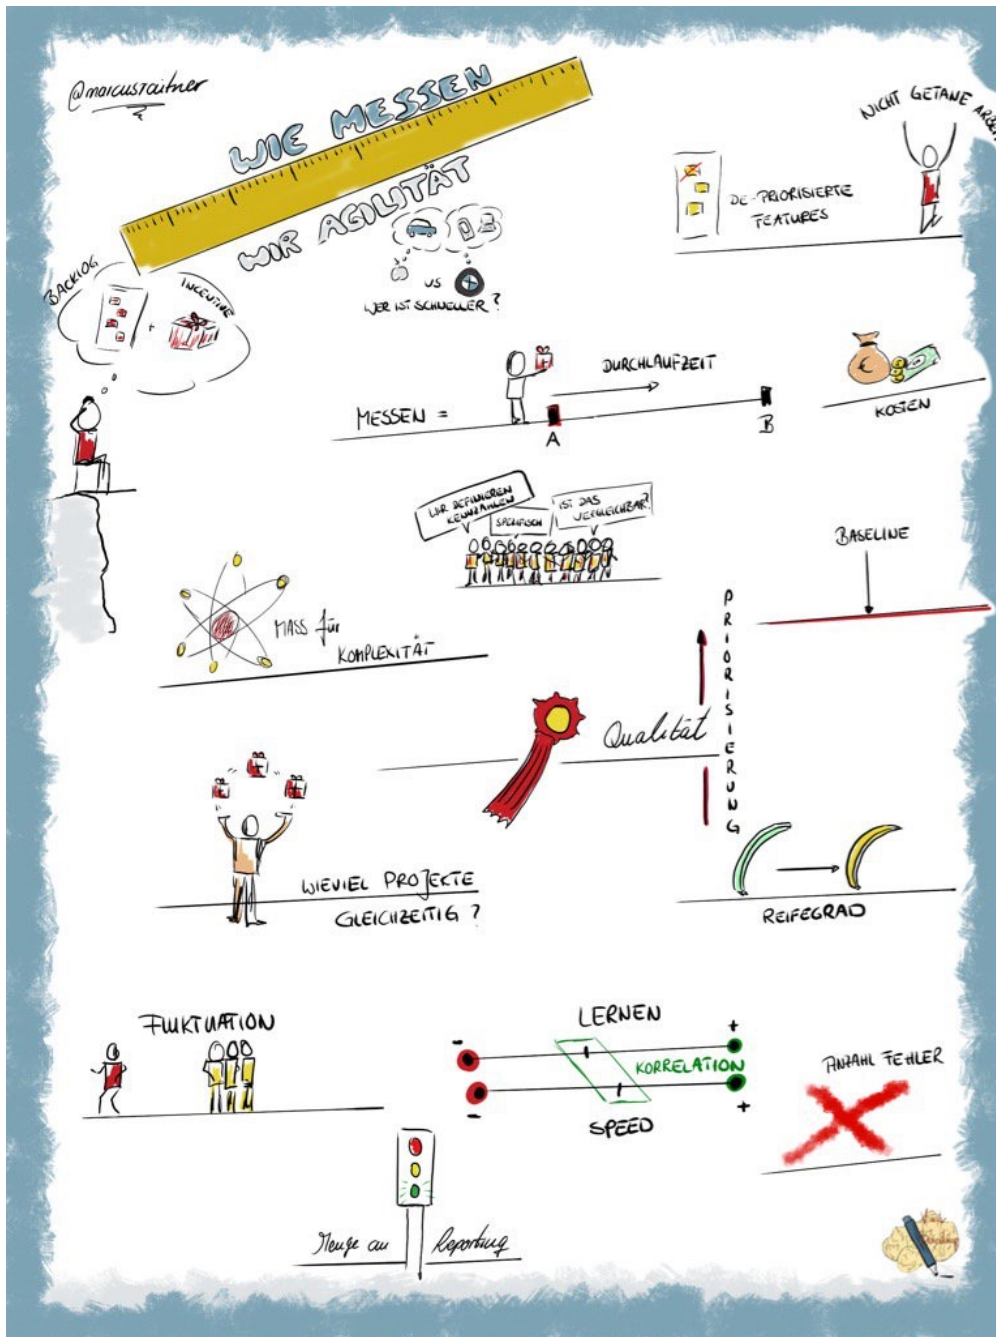 @marcusraitner
WIE MESSEN
WIR AGILITÄT
NICHT GETANE ARBEIT
DE-PRIORISIERTE
FEATURES
BACKLOG
+
INCENTIVE
VS
WER IST SCHNELLER?
MESSEN =
DURCHLAUFZEIT
A
B
€
KOSTEN
WIR DEFINIEREN
KENNZAHLEN
SPEZIFISCH
IST DAS
VERGLEICHBAR?
BASELINE
MASS für
KOMPLEXITÄT
PRIORISIERUNG
Qualität
WIEVIEL PROJEKTE
GLEICHZEITIG?
REIFEGRAD
FLUKTUATION
LERNEN
- +
KORRELATION
- +
SPEED
ANZAHL FEHLER
Menge an Reporting